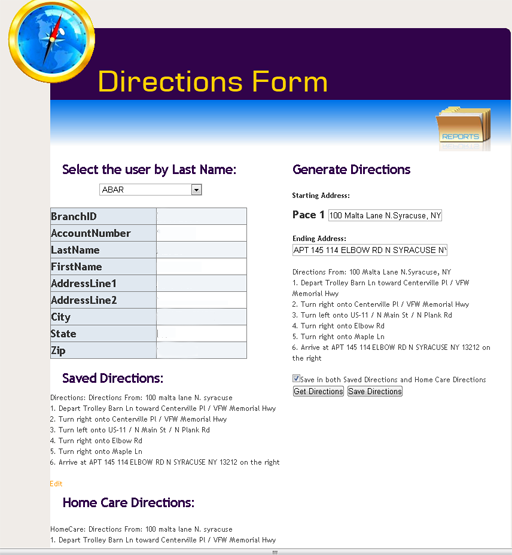 Directions Form
REPORTS
Select the user by Last Name:
ABAR
BranchID
AccountNumber
LastName
FirstName
AddressLine1
AddressLine2
City
State
Zip
Saved Directions:
Directions: Directions From: 100 malta lane N. syracuse
1. Depart Trolley Barn Ln toward Centerville Pl / VFW Memorial Hwy
2. Turn right onto Centerville Pl / VFW Memorial Hwy
3. Turn left onto US-11 / N Main St / N Plank Rd
4. Turn right onto Elbow Rd
5. Turn right onto Maple Ln
6. Arrive at APT 145 114 ELBOW RD N SYRACUSE NY 13212 on the right
Edit
Home Care Directions:
HomeCare: Directions From: 100 malta lane N. syracuse
1. Depart Trolley Barn Ln toward Centerville Pl / VFW Memorial Hwy
Generate Directions
Starting Address:
Pace 1 100 Malta Lane N.Syracuse, NY
Ending Address:
APT 145 114 ELBOW RD N SYRACUSE NY
Directions From: 100 Malta Lane N.Syracuse, NY
1. Depart Trolley Barn Ln toward Centerville Pl / VFW
Memorial Hwy
2. Turn right onto Centerville Pl / VFW Memorial Hwy
3. Turn left onto US-11 / N Main St / N Plank Rd
4. Turn right onto Elbow Rd
5. Turn right onto Maple Ln
6. Arrive at APT 145 114 ELBOW RD N SYRACUSE NY 13212 on
the right
Save In both Saved Directions and Home Care Directions
Get Directions Save Directions